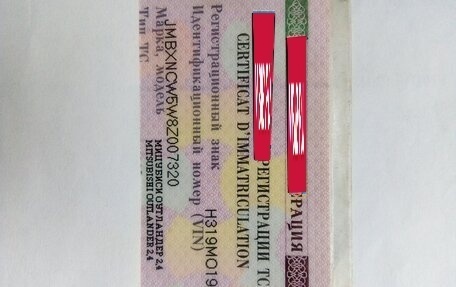 ЕРАЦИЯ
РЕГИСТРАЦИИ ТС
CERTIFICAT D'IMMATRICULATION
Регистрационный знак Н319МО19
Идентификационный номер (VIN)
JMBXNCW5W8Z007320
Марка, модель МИЦУБИСИ ОУТЛАНДЕР 2,4
MITSUBISHI OUTLANDER 2,4
Тип ТС